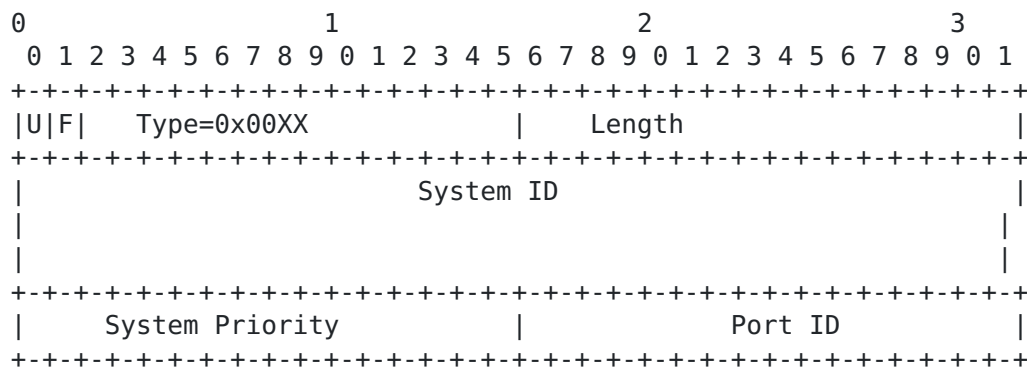 0                   1                   2                   3
 0 1 2 3 4 5 6 7 8 9 0 1 2 3 4 5 6 7 8 9 0 1 2 3 4 5 6 7 8 9 0 1
+-+-+-+-+-+-+-+-+-+-+-+-+-+-+-+-+-+-+-+-+-+-+-+-+-+-+-+-+-+-+-+-+
|U|F|   Type=0x00XX             |    Length                     |
+-+-+-+-+-+-+-+-+-+-+-+-+-+-+-+-+-+-+-+-+-+-+-+-+-+-+-+-+-+-+-+-+
|                         System ID                             |
|                                                              |
|                                                              |
+-+-+-+-+-+-+-+-+-+-+-+-+-+-+-+-+-+-+-+-+-+-+-+-+-+-+-+-+-+-+-+-+
|     System Priority           |             Port ID           |
+-+-+-+-+-+-+-+-+-+-+-+-+-+-+-+-+-+-+-+-+-+-+-+-+-+-+-+-+-+-+-+-+